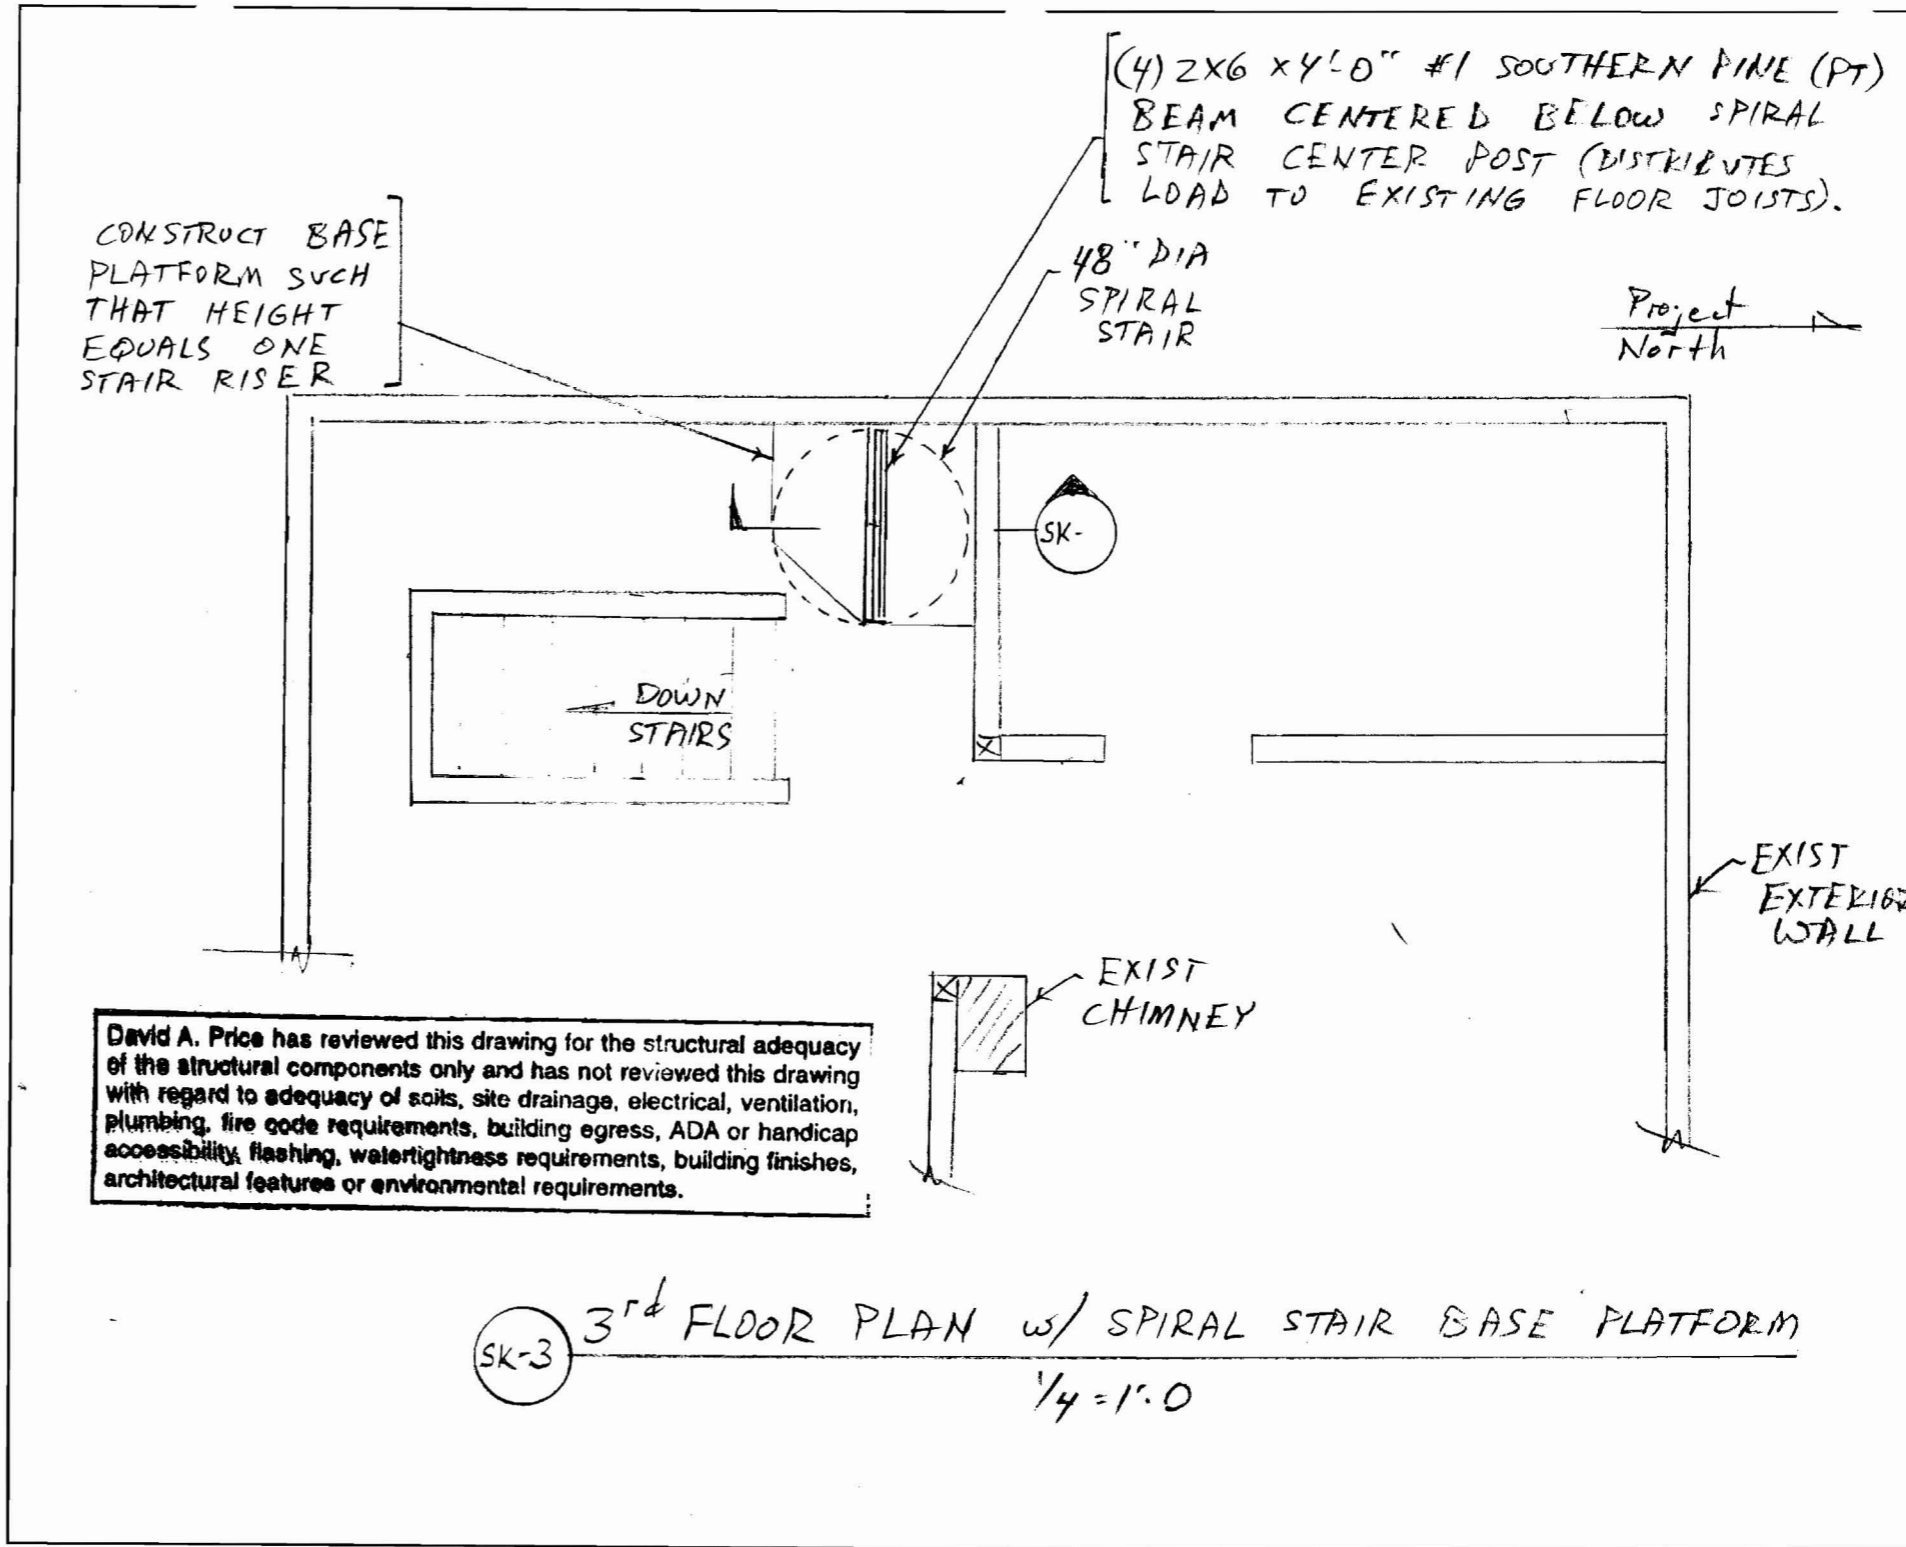 (4) 2X6 x 4'-0" #1 SOUTHERN PINE (PT)
BEAM CENTERED BELOW SPIRAL
STAIR CENTER POST (DISTRIBUTES
LOAD TO EXISTING FLOOR JOISTS).
CONSTRUCT BASE
PLATFORM SUCH
THAT HEIGHT
EQUALS ONE
STAIR RISER
48" DIA
SPIRAL
STAIR
Project
North
SK-
DOWN
STAIRS
X
EXIST
EXTERIOR
WALL
X
EXIST
CHIMNEY
David A. Price has reviewed this drawing for the structural adequacy
of the structural components only and has not reviewed this drawing
with regard to adequacy of soils, site drainage, electrical, ventilation,
plumbing, fire code requirements, building egress, ADA or handicap
accessibility, flashing, watertightness requirements, building finishes,
architectural features or environmental requirements.
SK-3 3rd FLOOR PLAN w/ SPIRAL STAIR BASE PLATFORM
1/4 = 1'-0